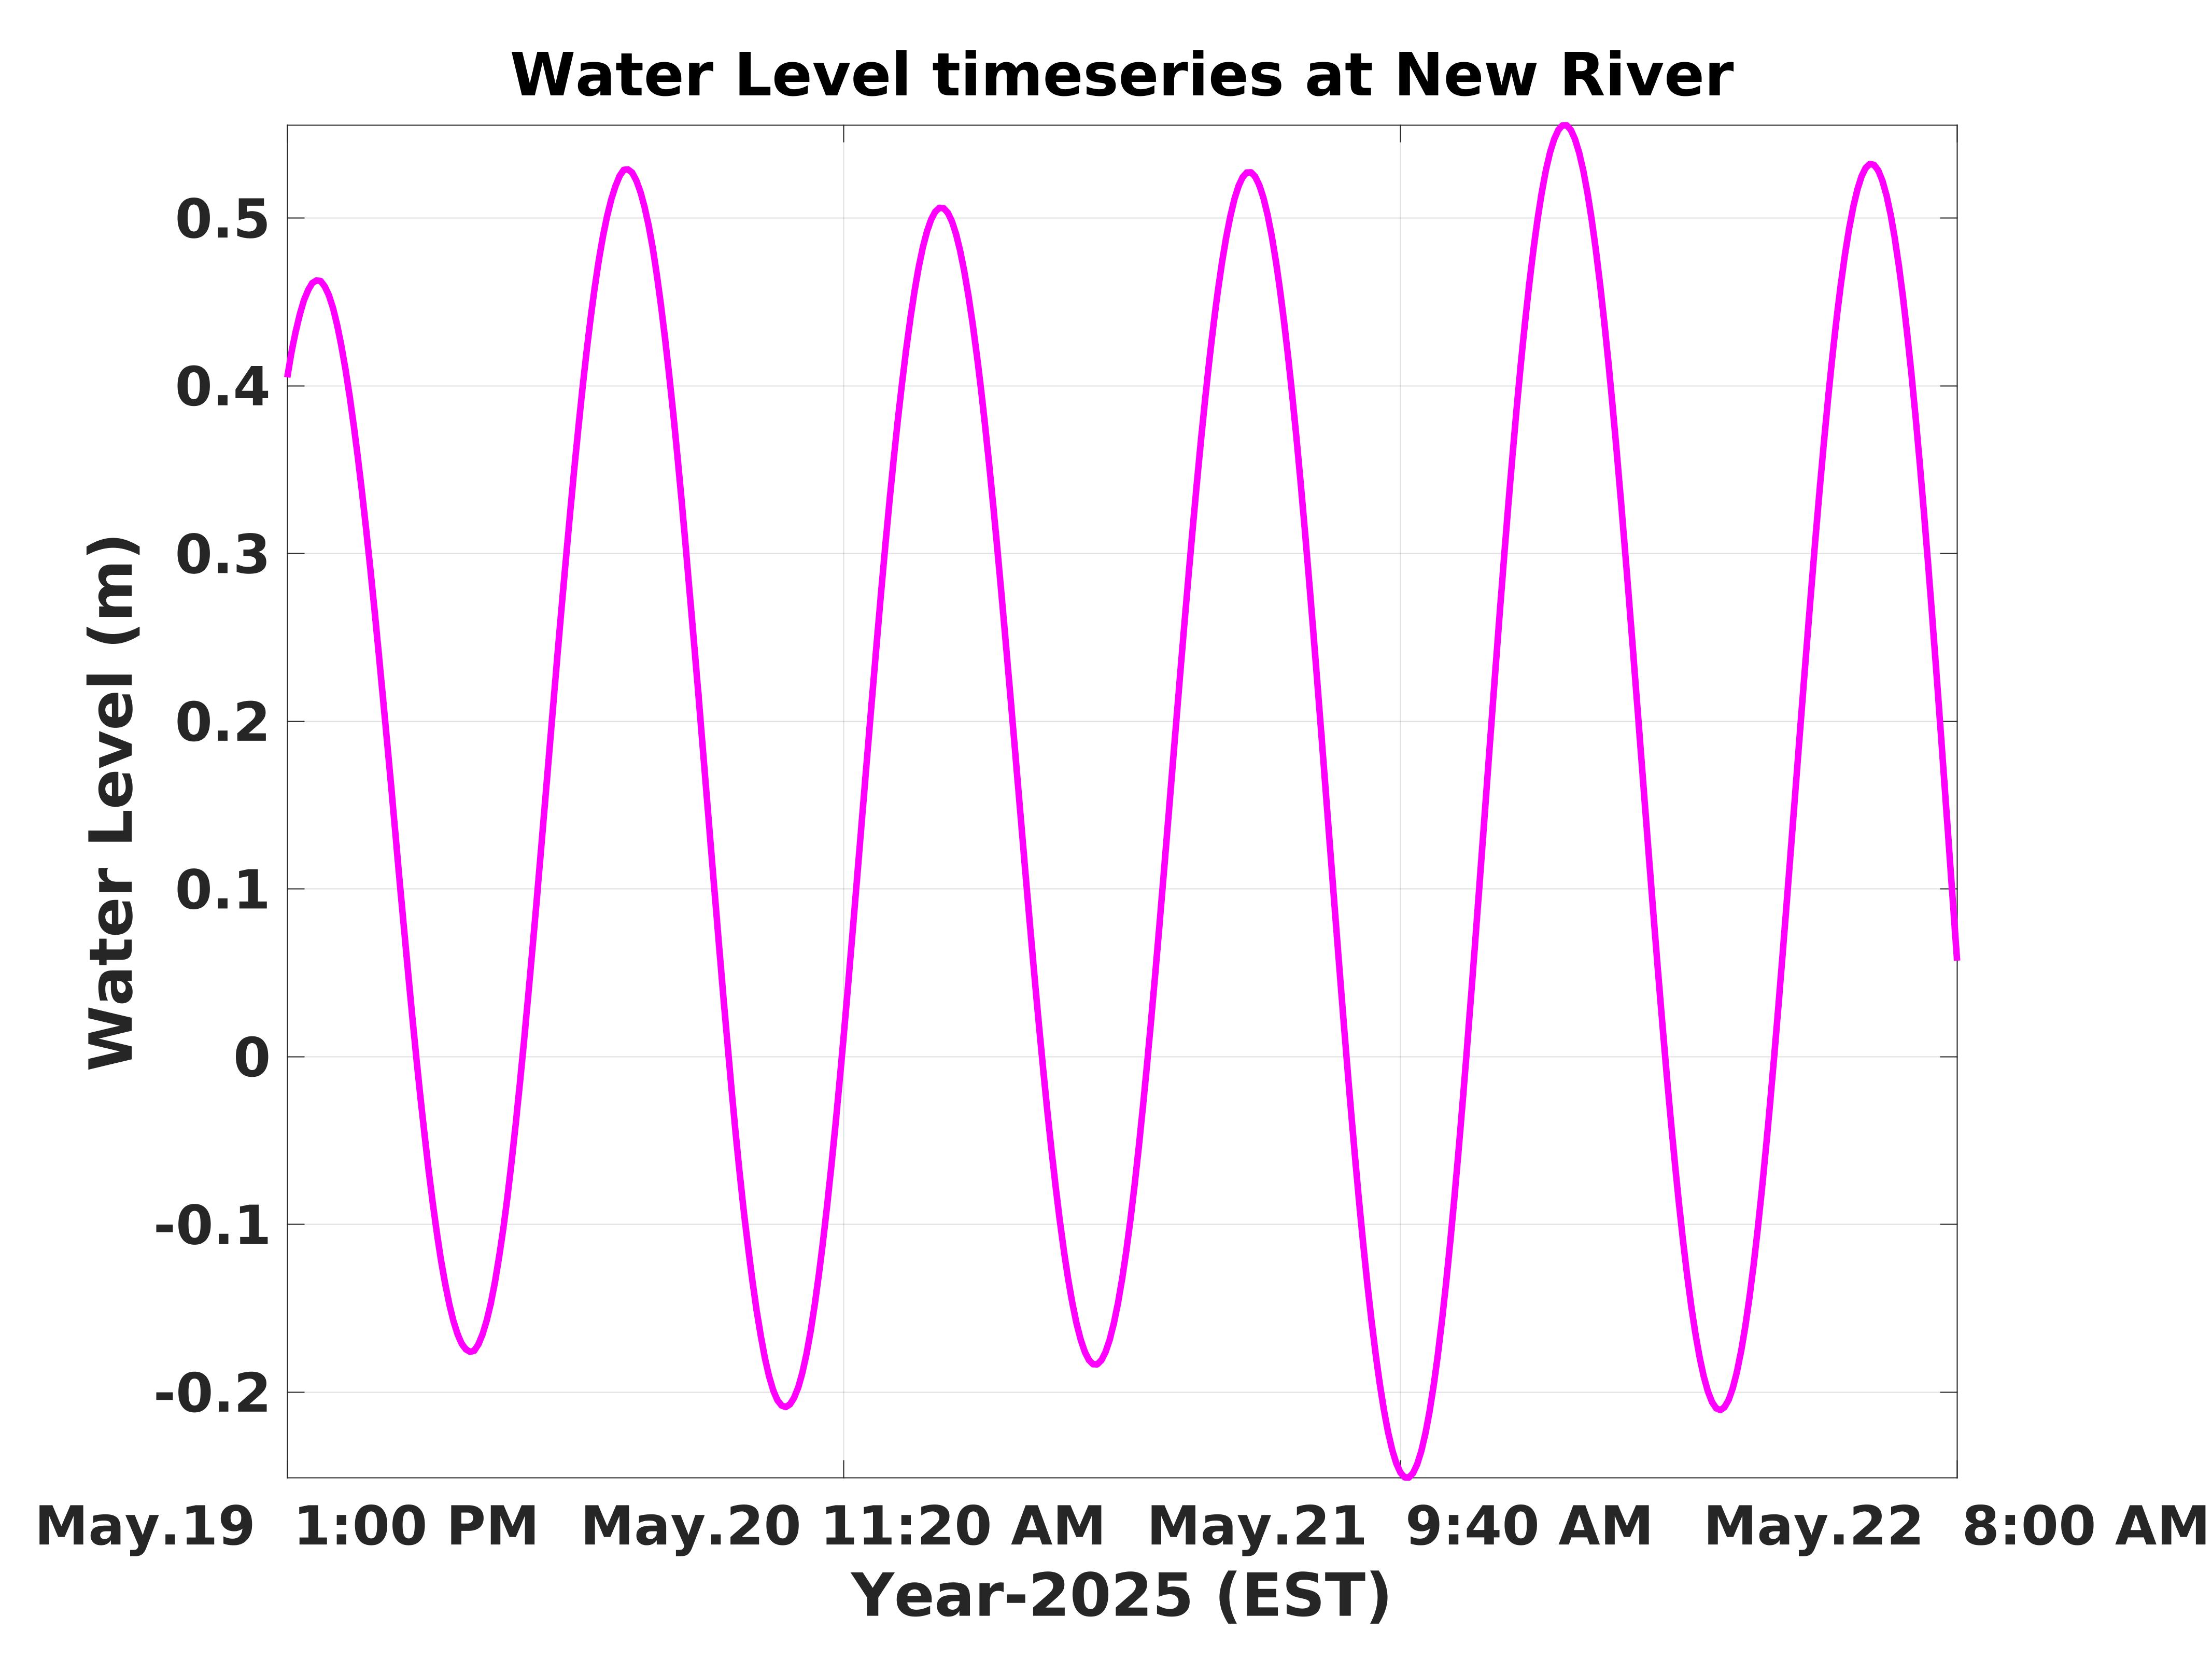 Water Level timeseries at New River
Water Level (m)
0.5
0.4
0.3
0.2
0.1
0
-0.1
-0.2
May.19 1:00 PM May.20 11:20 AM May.21 9:40 AM May.22 8:00 AM
Year-2025 (EST)